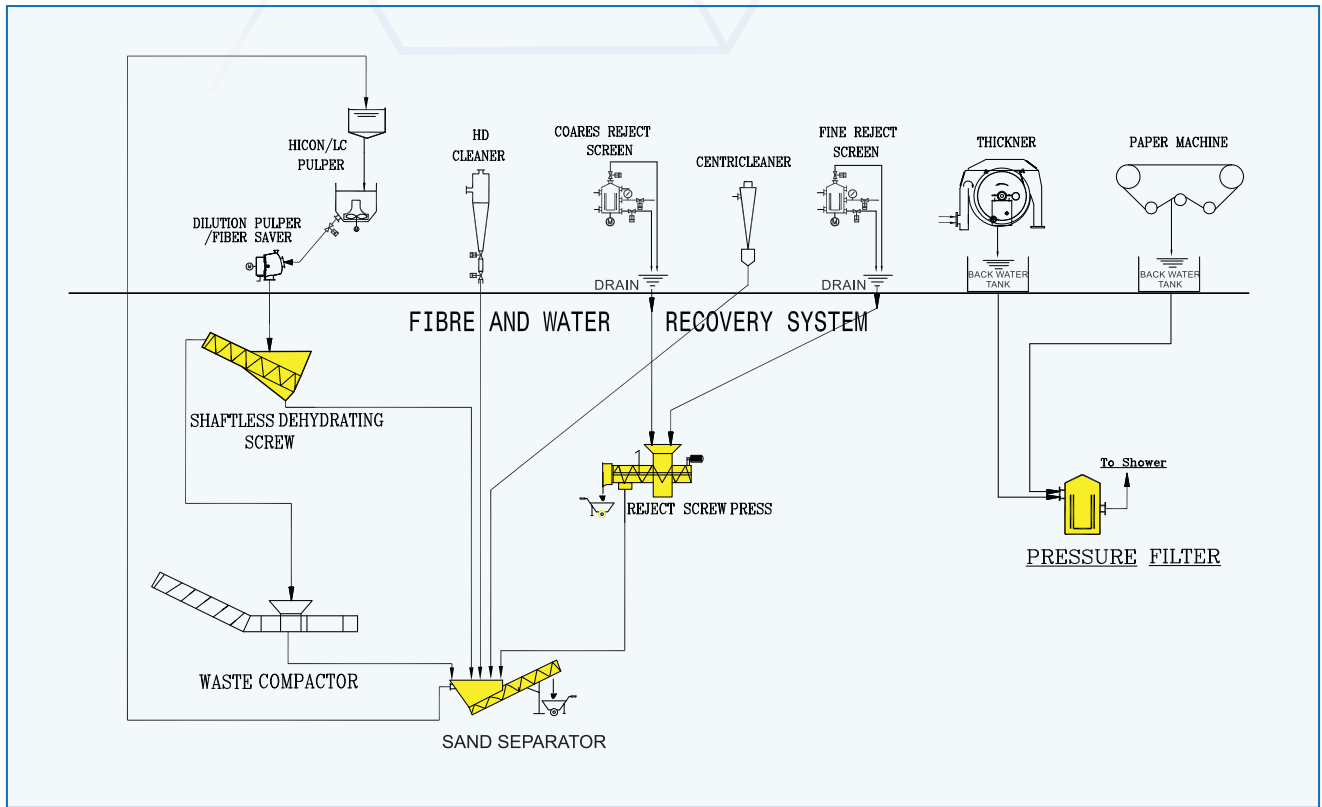 HICON/LC
PULPER
HD
CLEANER
COARES REJECT
SCREEN
CENTRICLEANER
FINE REJECT
SCREEN
THICKNER
PAPER MACHINE
DILUTION PULPER
/FIBER SAVER
M
M
M
M
DRAIN
DRAIN
BACK WATER
TANK
BACK WATER
TANK
FIBRE AND WATER RECOVERY SYSTEM
SHAFTLESS DEHYDRATING
SCREW
REJECT SCREW PRESS
To Shower
PRESSURE FILTER
WASTE COMPACTOR
SAND SEPARATOR